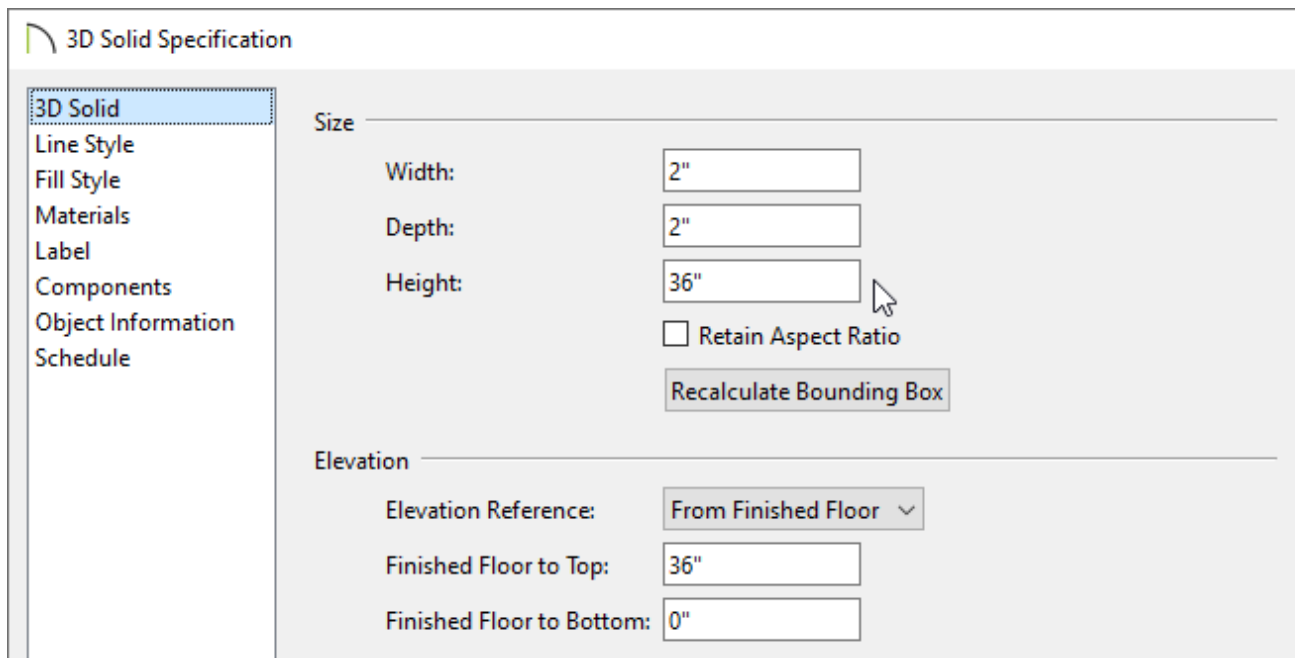 3D Solid Specification
3D Solid
Line Style
Fill Style
Materials
Label
Components
Object Information
Schedule
Size
Width: 2"
Depth: 2"
Height: 36"
Retain Aspect Ratio
Recalculate Bounding Box
Elevation
Elevation Reference: From Finished Floor
Finished Floor to Top: 36"
Finished Floor to Bottom: 0"